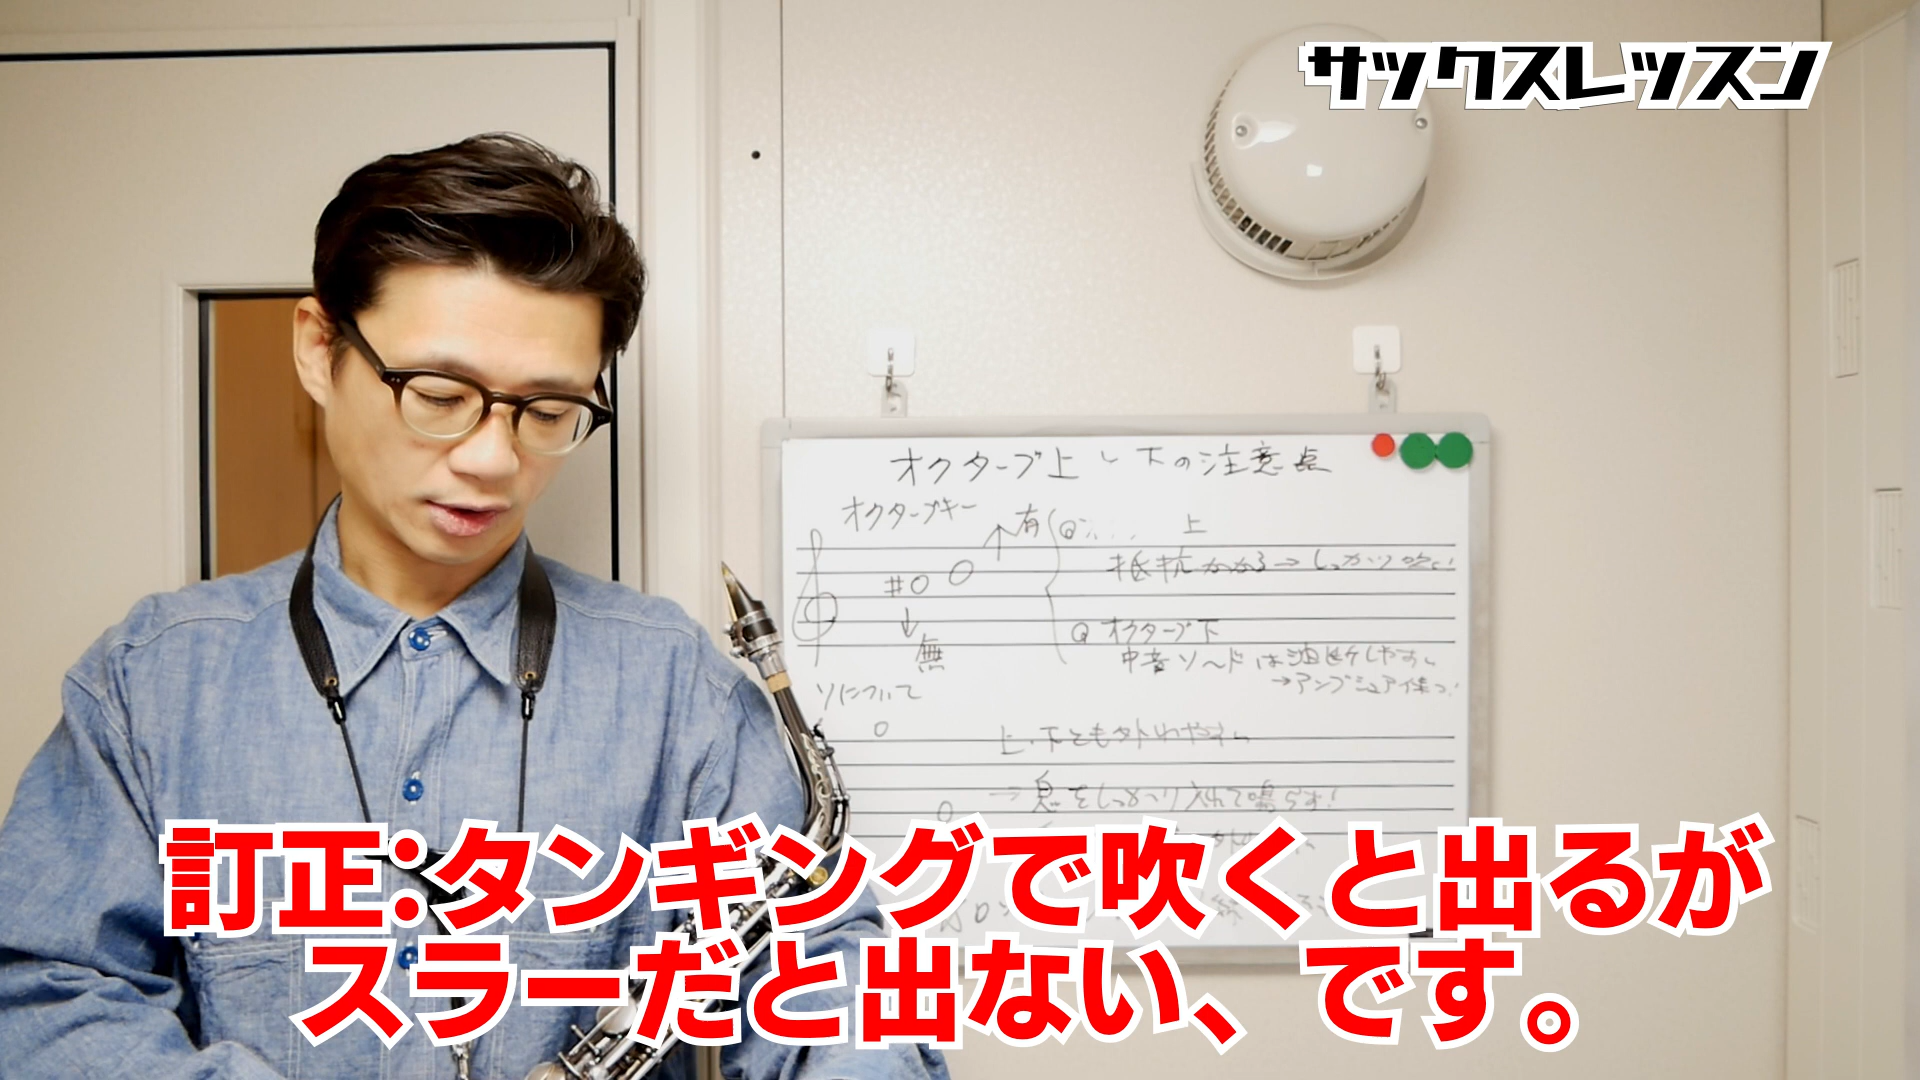 サックスレッスン
オクターブ上し下の注意点
オクターブキー
有
上
#
抵抗かかる→しっかり吹く
無
オクターブ下
中音ソ〜ドは油断しやすい
→アンブシュア保つ
ソについて
上・下とも外れやすい
→息をしっかり入れて鳴らす!
訂正:タンギングで吹くと出るが
スラーだと出ない、です。